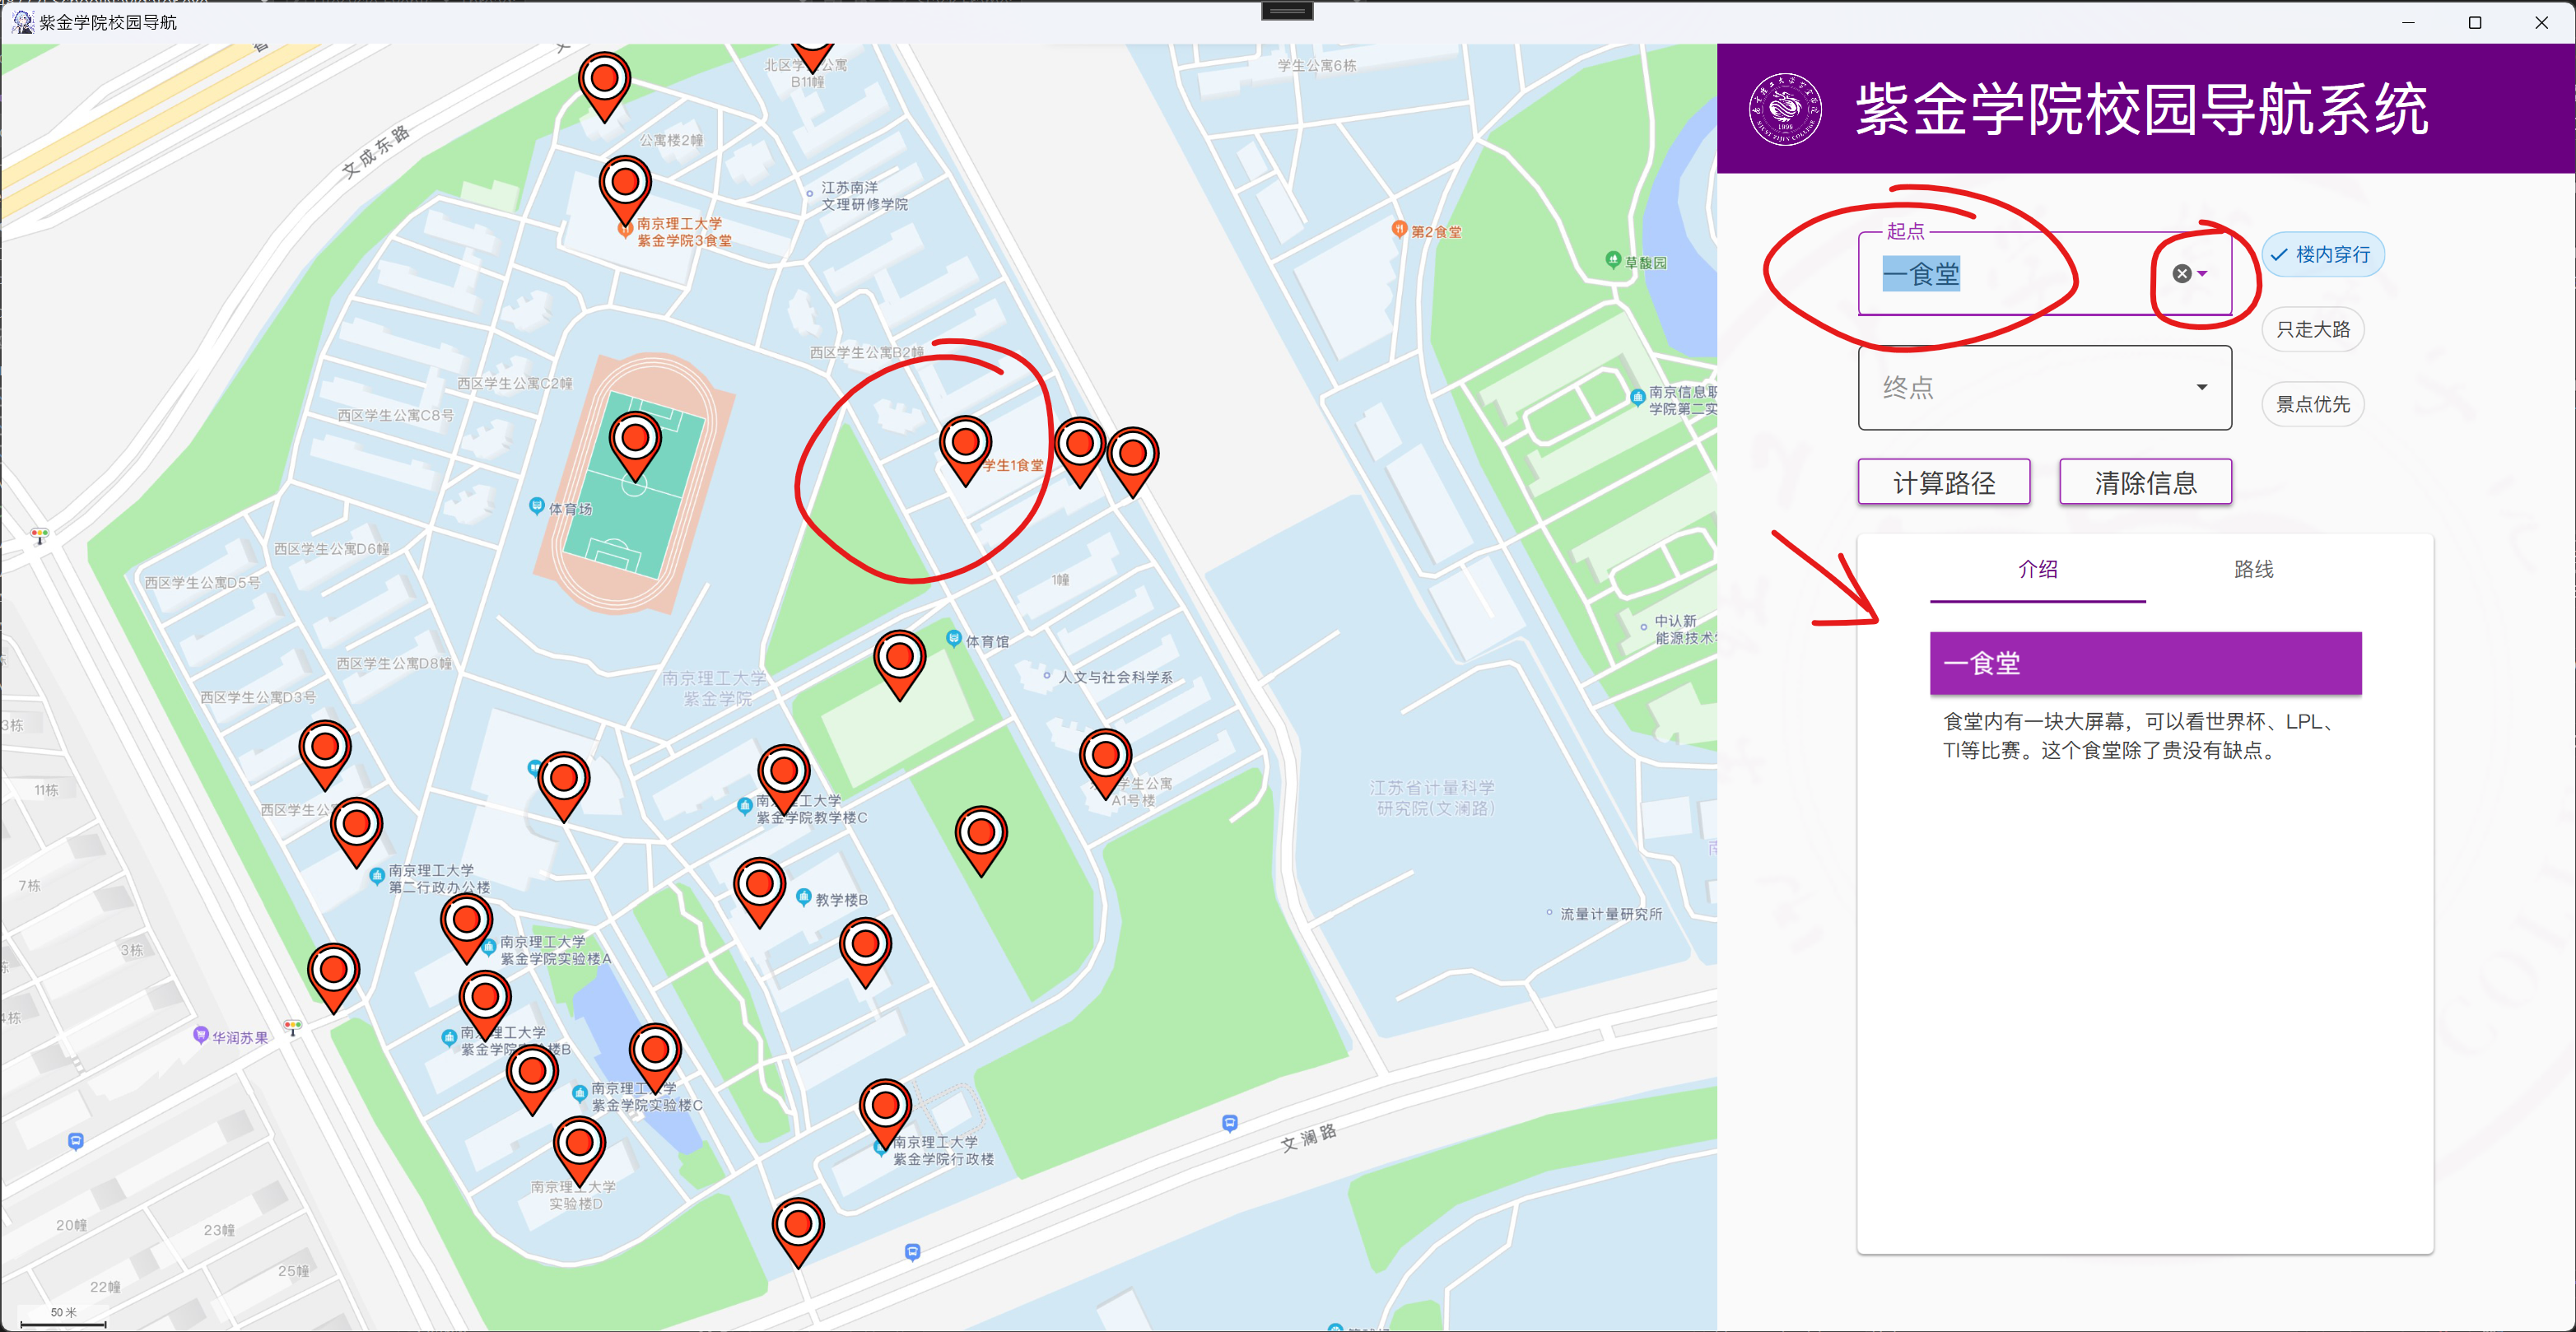 紫金学院校园导航
北区学生公寓
B11幢
学生公寓6栋
文成东路
公寓楼2幢
江苏南洋
文理研修学院
南京理工大学
紫金学院3食堂
第2食堂
草馥园
西区学生公寓B2幢
西区学生公寓C2幢
西区学生公寓C8号
学生1食堂
体育场
南京信息职
学院第二实
西区学生公寓D6幢
西区学生公寓D5号
1幢
中认新
能源技术
体育馆
西区学生公寓D8幢
南京理工大学
紫金学院
人文与社会科学系
西区学生公寓D3号
3栋
11栋
西区学生公
南京理工大学
紫金学院教学楼C
学生公寓
A1号楼
江苏省计量科学
研究院(文澜路)
南京理工大学
第二行政办公楼
7栋
教学楼B
流量计量研究所
3栋
南京理工大学
紫金学院实验楼A
4栋
华润苏果
南京理工大学
紫金学院实验楼B
南京理工大学
紫金学院实验楼C
南京理工大学
紫金学院行政楼
文澜路
南京理工大学
实验楼D
20幢
23幢
25幢
22幢
50 米
紫金学院校园导航系统
1999
NJUST ZIJIN COLLEGE
起点
一食堂
楼内穿行
只走大路
终点
景点优先
计算路径
清除信息
介绍
路线
一食堂
食堂内有一块大屏幕，可以看世界杯、LPL、
TI等比赛。这个食堂除了贵没有缺点。